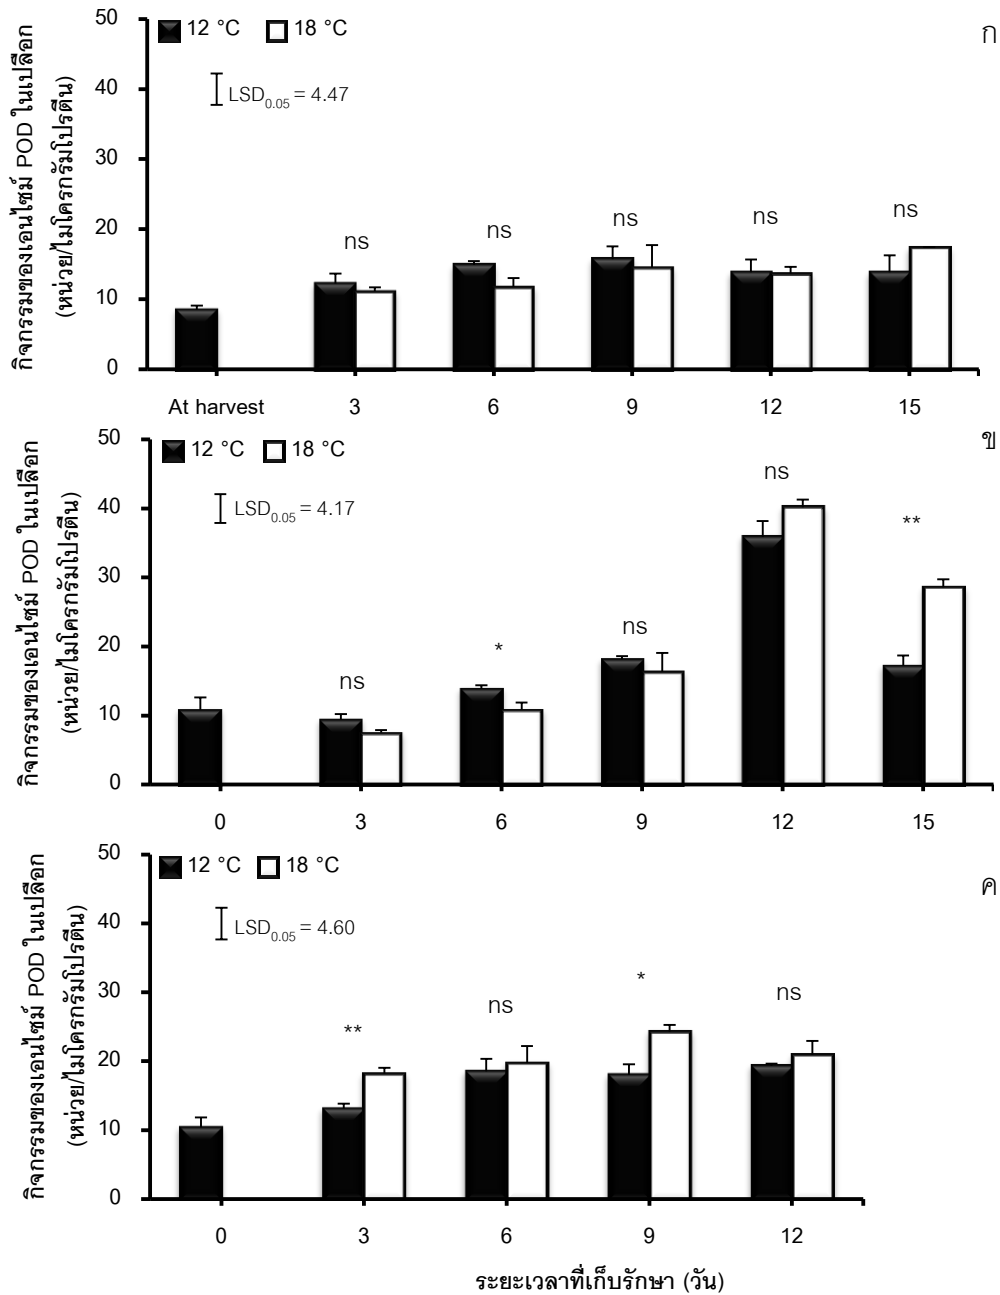 ก
กิจกรรมของเอนไซม์ POD ในเปลือก
(หน่วย/ไมโครกรัมโปรตีน)
50
40
30
20
10
0
12 °C 18 °C
LSD0.05 = 4.47
ns ns ns ns ns
At harvest 3 6 9 12 15
ข
กิจกรรมของเอนไซม์ POD ในเปลือก
(หน่วย/ไมโครกรัมโปรตีน)
50
40
30
20
10
0
12 °C 18 °C
LSD0.05 = 4.17
ns * ns ns **
0 3 6 9 12 15
ค
กิจกรรมของเอนไซม์ POD ในเปลือก
(หน่วย/ไมโครกรัมโปรตีน)
50
40
30
20
10
0
12 °C 18 °C
LSD0.05 = 4.60
** ns * ns
0 3 6 9 12
ระยะเวลาที่เก็บรักษา (วัน)